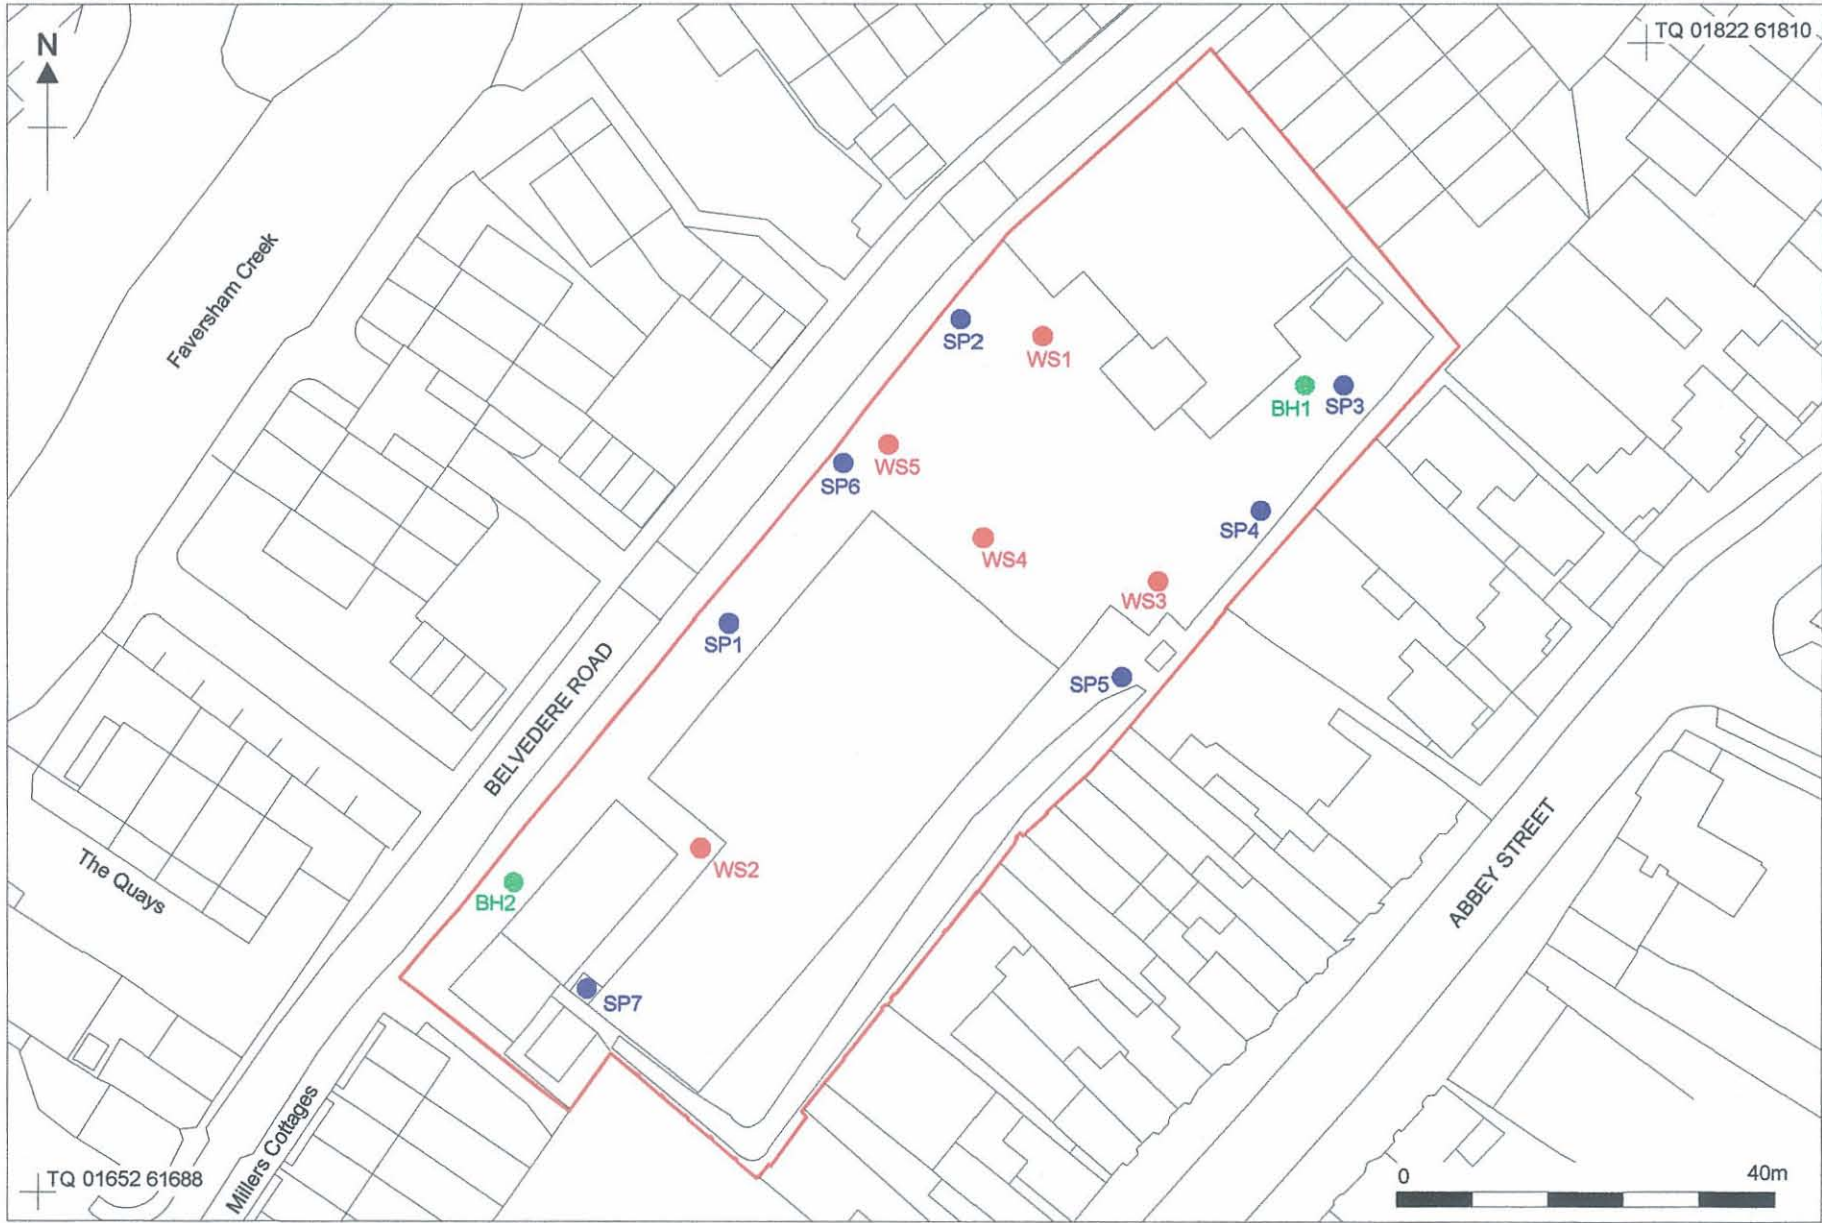 N
TQ 01822 61810
Faversham Creek
SP2
WS1
BH1
SP3
WS5
SP6
SP4
WS4
WS3
SP1
SP5
BELVEDERE ROAD
The Quays
WS2
BH2
ABBEY STREET
SP7
Millers Cottages
TQ 01652 61688
0
40m